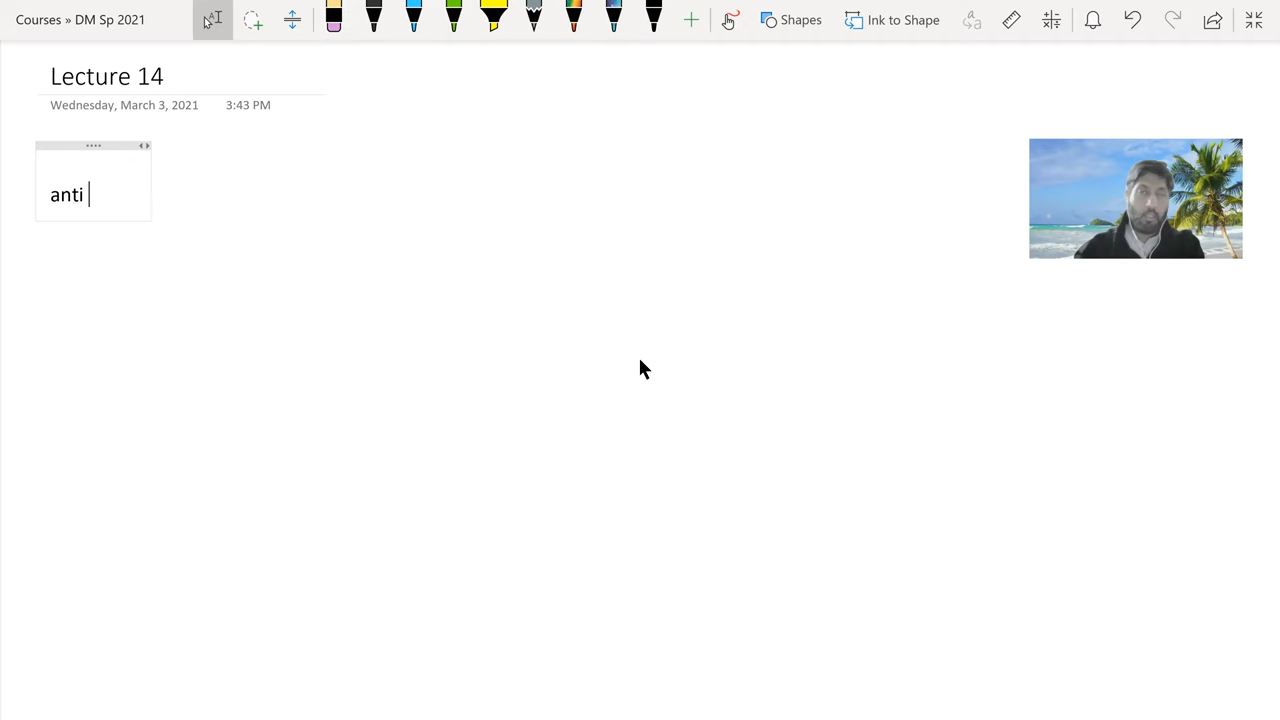 Courses » DM Sp 2021
Shapes
Ink to Shape
Lecture 14
Wednesday, March 3, 2021 3:43 PM
anti